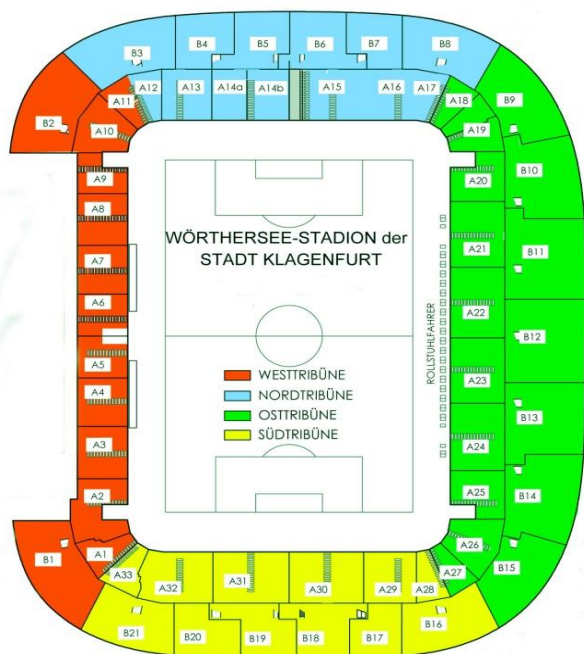 B3
B4
B5
B6
B7
B8
A12
A13
A14a
A14b
A15
A16
A17
A11
A18
B9
B2
A10
A19
A9
A20
B10
A8
A21
B11
A7
A6
A22
B12
A5
A23
A4
B13
A3
A24
A2
A25
B14
B1
A1
A26
B15
A33
A27
A32
A31
A30
A29
A28
B21
B20
B19
B18
B17
B16
WÖRTHERSEE-STADION der
STADT KLAGENFURT
ROLLSTUHLFAHRER
WESTTRIBÜNE
NORDTRIBÜNE
OSTTRIBÜNE
SÜDTRIBÜNE